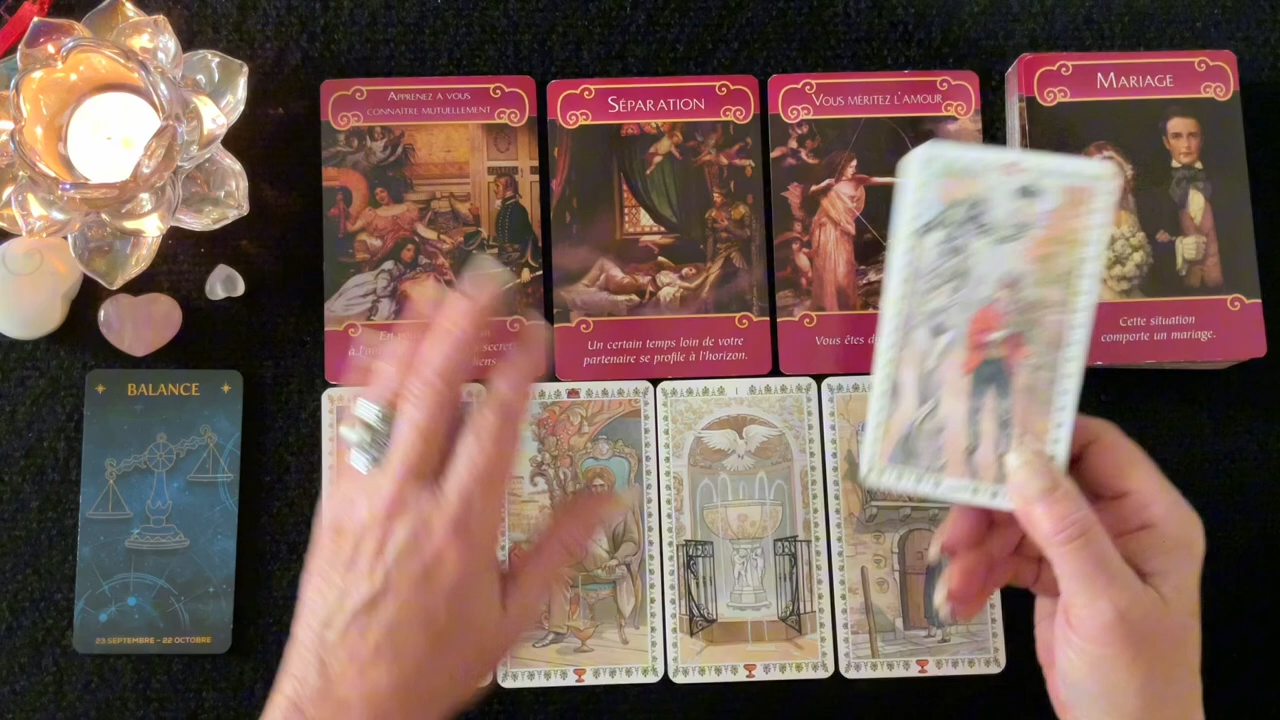 APPRENEZ À VOUS
CONNAÎTRE MUTUELLEMENT
SÉPARATION
Un certain temps loin de votre
partenaire se profile à l'horizon.
VOUS MÉRITEZ L'AMOUR
Vous êtes
MARIAGE
Cette situation
comporte un mariage.
I
BALANCE
23 SEPTEMBRE - 22 OCTOBRE